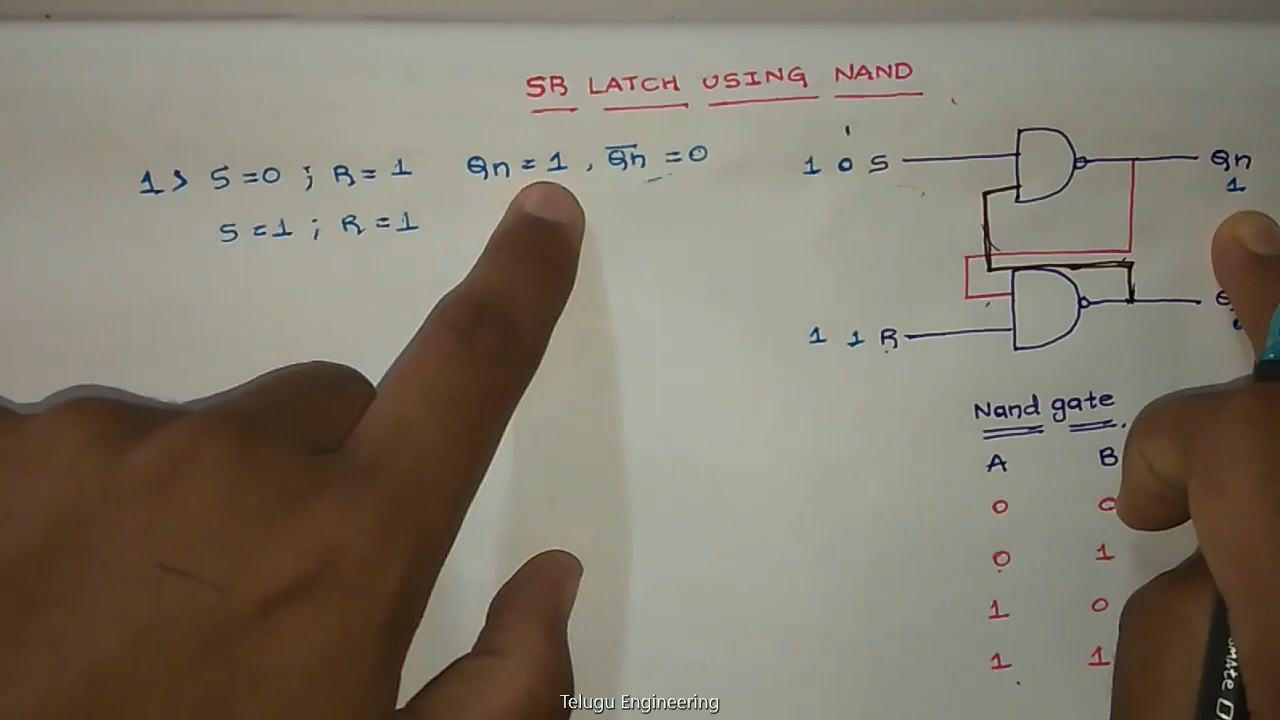 SR LATCH USING NAND
1> S=0 ; R=1 Qn=1 , Q̅n̅=0
S=1 ; R=1
1 0 S
Qn
1
1 1 R
Nand gate
A B
0 0
0 1
1 0
1 1
Telugu Engineering